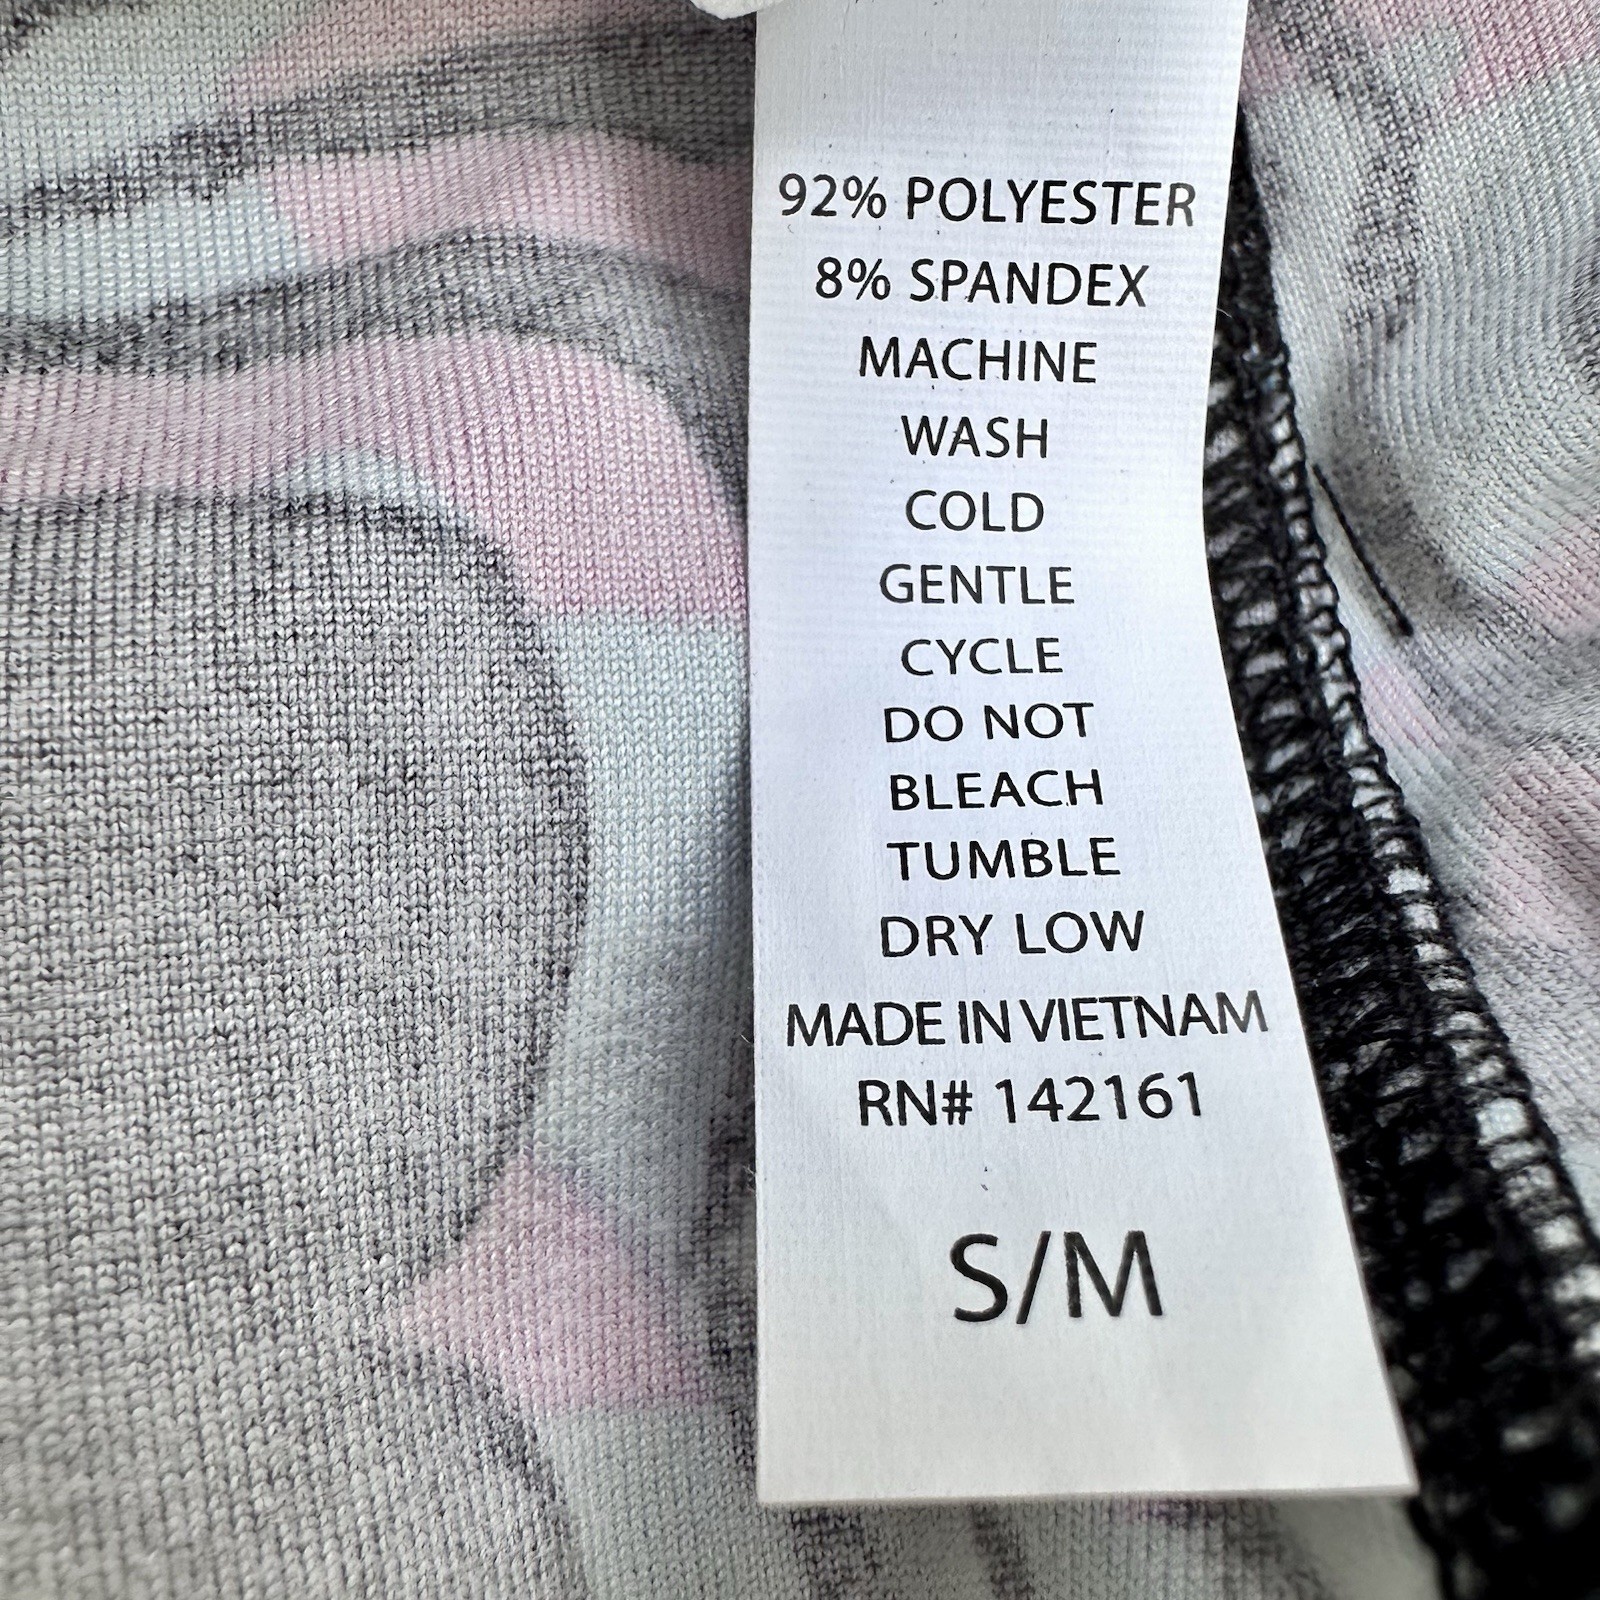 92% POLYESTER
8% SPANDEX
MACHINE
WASH
COLD
GENTLE
CYCLE
DO NOT
BLEACH
TUMBLE
DRY LOW
MADE IN VIETNAM
RN# 142161
S/M